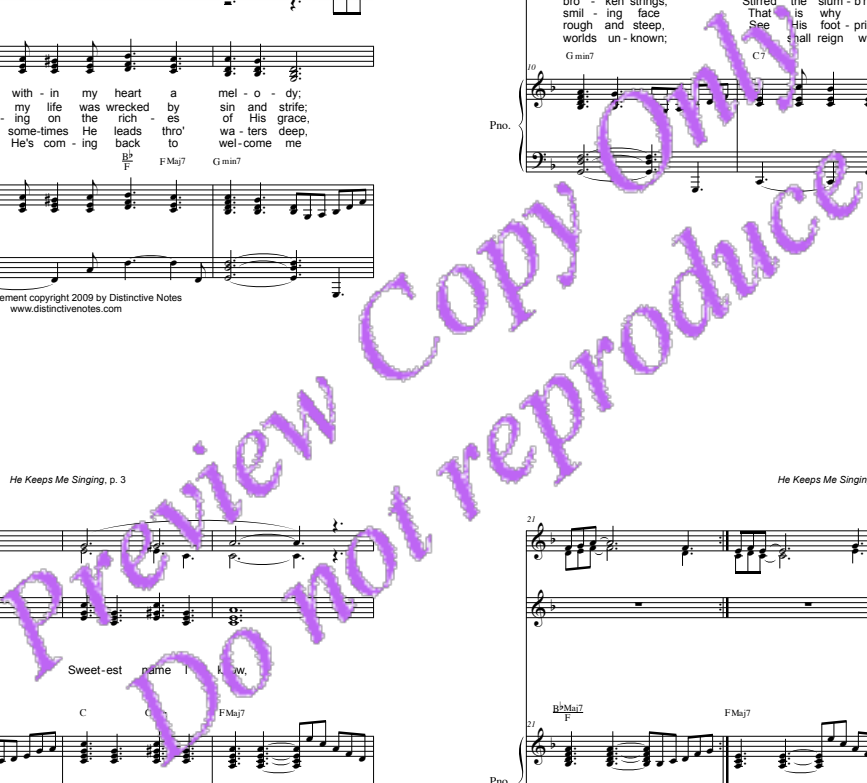 with - in my heart a mel - o - dy;
my life was wrecked by sin and strife;
- ing on the rich - es of His grace,
some-times He leads thro' wa - ters deep,
He's com - ing back to wel-come me
B♭
F
F Maj7
G min7
ement copyright 2009 by Distinctive Notes
www.distinctivenotes.com
bro - ken strings, Stirred the slum - b'r
smil - ing face That is why
rough and steep, See His foot - pri
worlds un - known; shall reign w
G min7
C 7
10
Pno.
Preview Copy Only
Do not reproduce
He Keeps Me Singing, p. 3
Sweet-est name I know,
C
F Maj7
He Keeps Me Singin
21
B♭Maj7
F
F Maj7
21
Pno.